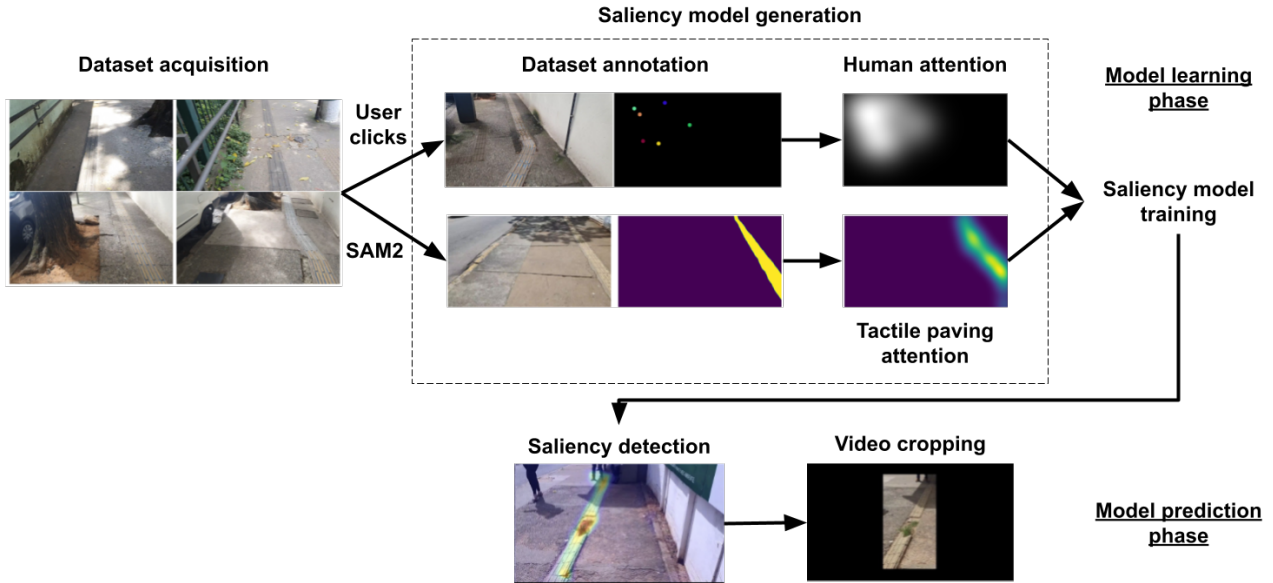 Saliency model generation
Dataset acquisition
Dataset annotation
Human attention
Model learning
phase
User
clicks
SAM2
Saliency model
training
Tactile paving
attention
Saliency detection
Video cropping
Model prediction
phase